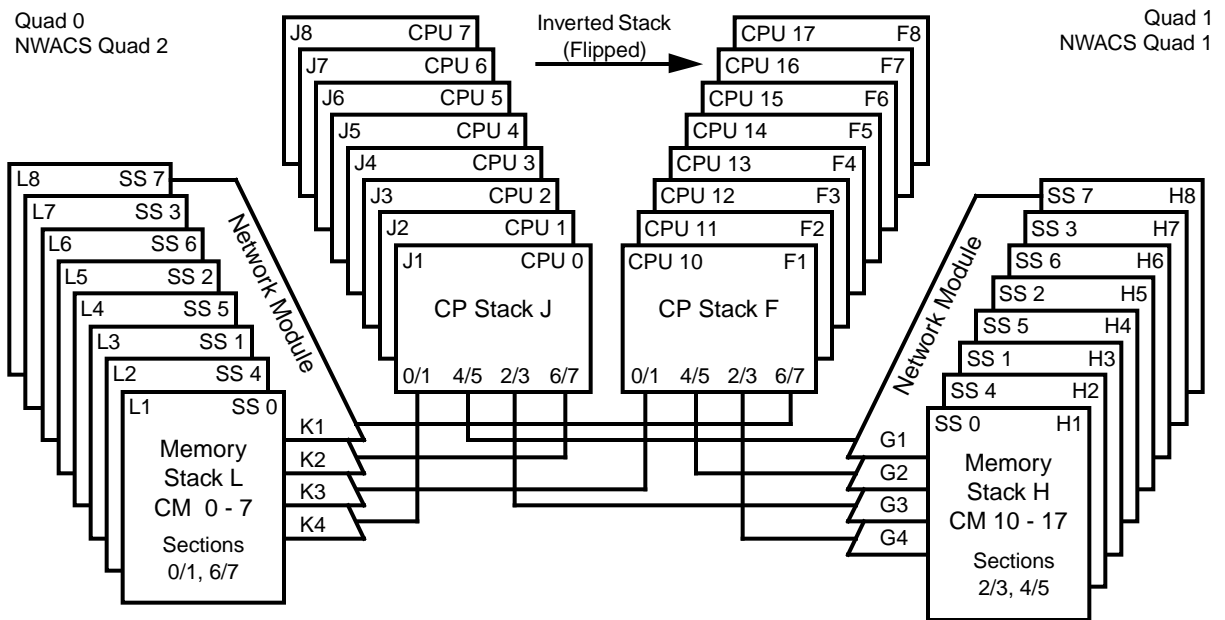 Quad 0
NWACS Quad 2
Quad 1
NWACS Quad 1
Inverted Stack
(Flipped)
J8 CPU 7
J7 CPU 6
J6 CPU 5
J5 CPU 4
J4 CPU 3
J3 CPU 2
J2 CPU 1
J1 CPU 0
CP Stack J
0/1 4/5 2/3 6/7
CPU 17 F8
CPU 16 F7
CPU 15 F6
CPU 14 F5
CPU 13 F4
CPU 12 F3
CPU 11 F2
CPU 10 F1
CP Stack F
0/1 4/5 2/3 6/7
L8 SS 7
L7 SS 3
L6 SS 6
L5 SS 2
L4 SS 5
L3 SS 1
L2 SS 4
L1 SS 0
Memory
Stack L
CM 0 - 7
Sections
0/1, 6/7
Network Module
K1
K2
K3
K4
Network Module
G1
G2
G3
G4
SS 7 H8
SS 3 H7
SS 6 H6
SS 2 H5
SS 5 H4
SS 1 H3
SS 4 H2
SS 0 H1
Memory
Stack H
CM 10 - 17
Sections
2/3, 4/5